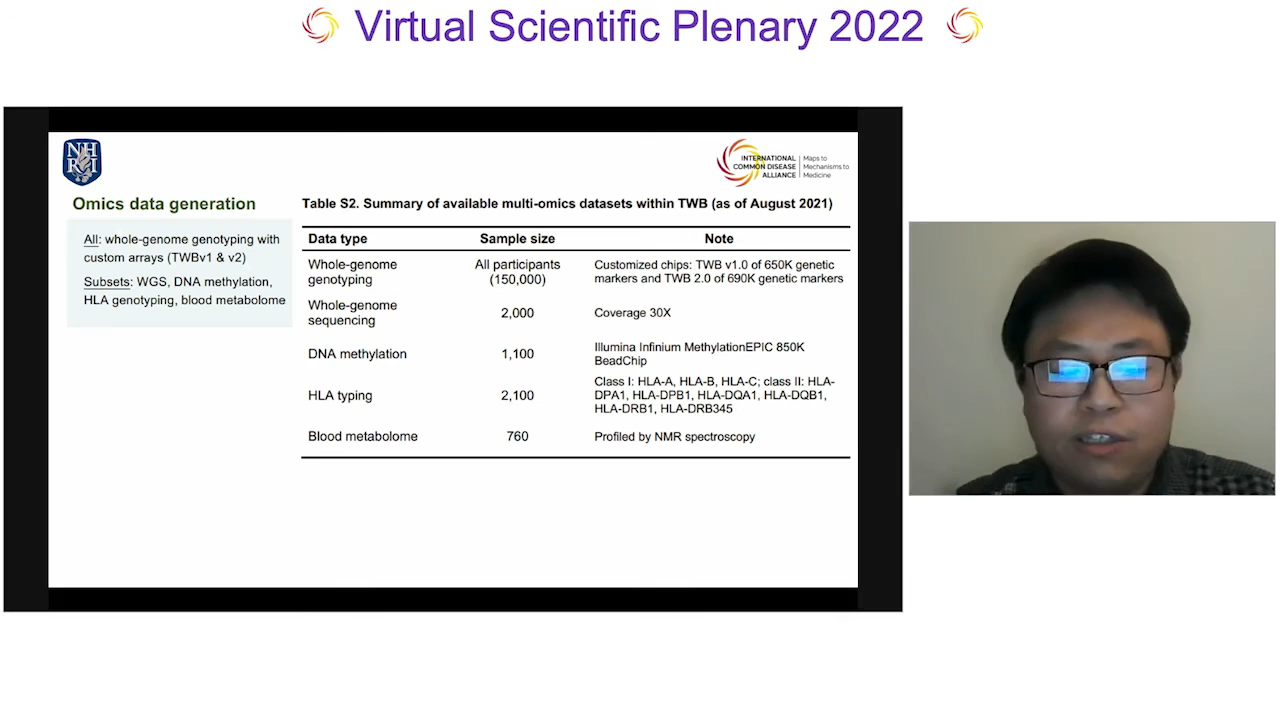 Virtual Scientific Plenary 2022
NH
RI
INTERNATIONAL
COMMON DISEASE
ALLIANCE
Maps to
Mechanisms to
Medicine
Omics data generation
All: whole-genome genotyping with
custom arrays (TWBv1 & v2)
Subsets: WGS, DNA methylation,
HLA genotyping, blood metabolome
Table S2. Summary of available multi-omics datasets within TWB (as of August 2021)
Data type Sample size Note
Whole-genome
genotyping
All participants
(150,000)
Customized chips: TWB v1.0 of 650K genetic
markers and TWB 2.0 of 690K genetic markers
Whole-genome
sequencing
2,000
Coverage 30X
DNA methylation
1,100
Illumina Infinium MethylationEPIC 850K
BeadChip
HLA typing
2,100
Class I: HLA-A, HLA-B, HLA-C; class II: HLA-
DPA1, HLA-DPB1, HLA-DQA1, HLA-DQB1,
HLA-DRB1, HLA-DRB345
Blood metabolome
760
Profiled by NMR spectroscopy